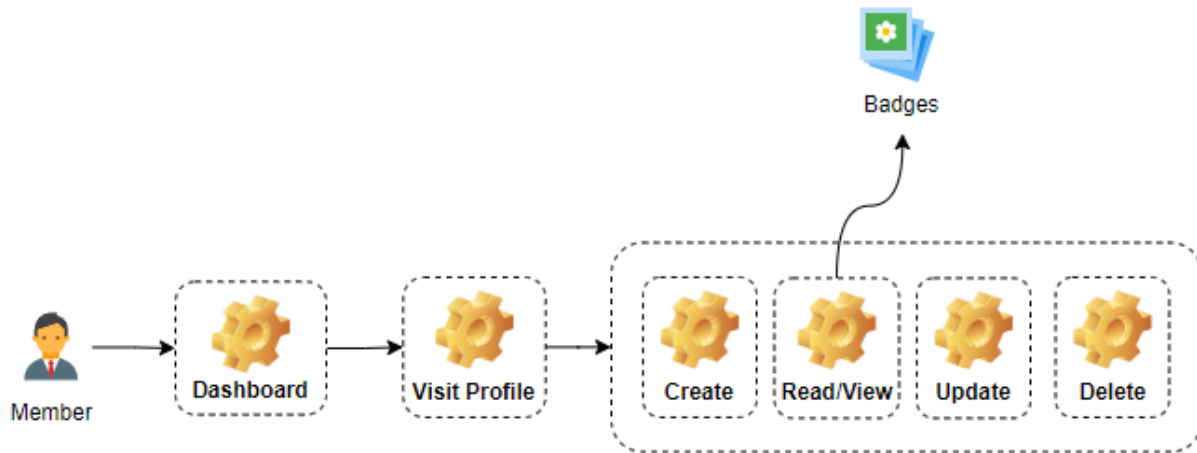 Badges
Member
Dashboard
Visit Profile
Create
Read/View
Update
Delete